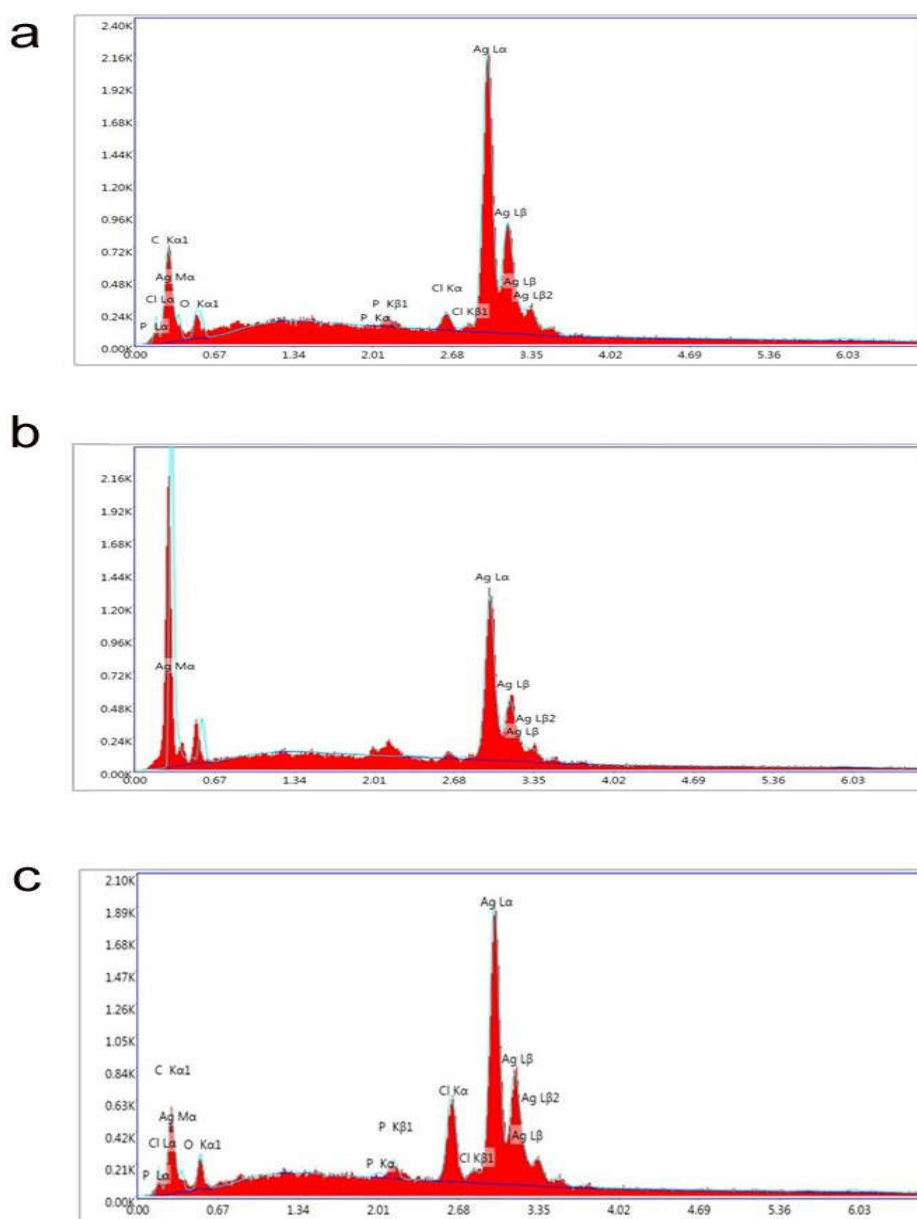 a
2.40K
Ag Lα
2.16K
1.92K
1.68K
1.44K
1.20K
Ag Lβ
0.96K
C Kα1
0.72K
Ag Mα
Ag Lβ
0.48K
Cl Kα
Cl Lα O Kα1
P Kβ1
Ag Lβ2
0.24K
P Lα
P Kα
Cl Kβ1
0.00K
0.00 0.67 1.34 2.01 2.68 3.35 4.02 4.69 5.36 6.03
b
2.16K
1.92K
1.68K
Ag Lα
1.44K
1.20K
0.96K
Ag Mα
Ag Lβ
0.72K
0.48K
Ag Lβ2
Ag Lβ
0.24K
0.00K
0.00 0.67 1.34 2.01 2.68 3.35 4.02 4.69 5.36 6.03
c
2.10K
Ag Lα
1.89K
1.68K
1.47K
1.26K
1.05K
Ag Lβ
C Kα1
0.84K
Cl Kα
Ag Lβ2
0.63K
Ag Mα
P Kβ1
0.42K
Cl Lα O Kα1
Ag Lβ
0.21K
P Lα
P Kα
Cl Kβ1
0.00K
0.00 0.67 1.34 2.01 2.68 3.35 4.02 4.69 5.36 6.03